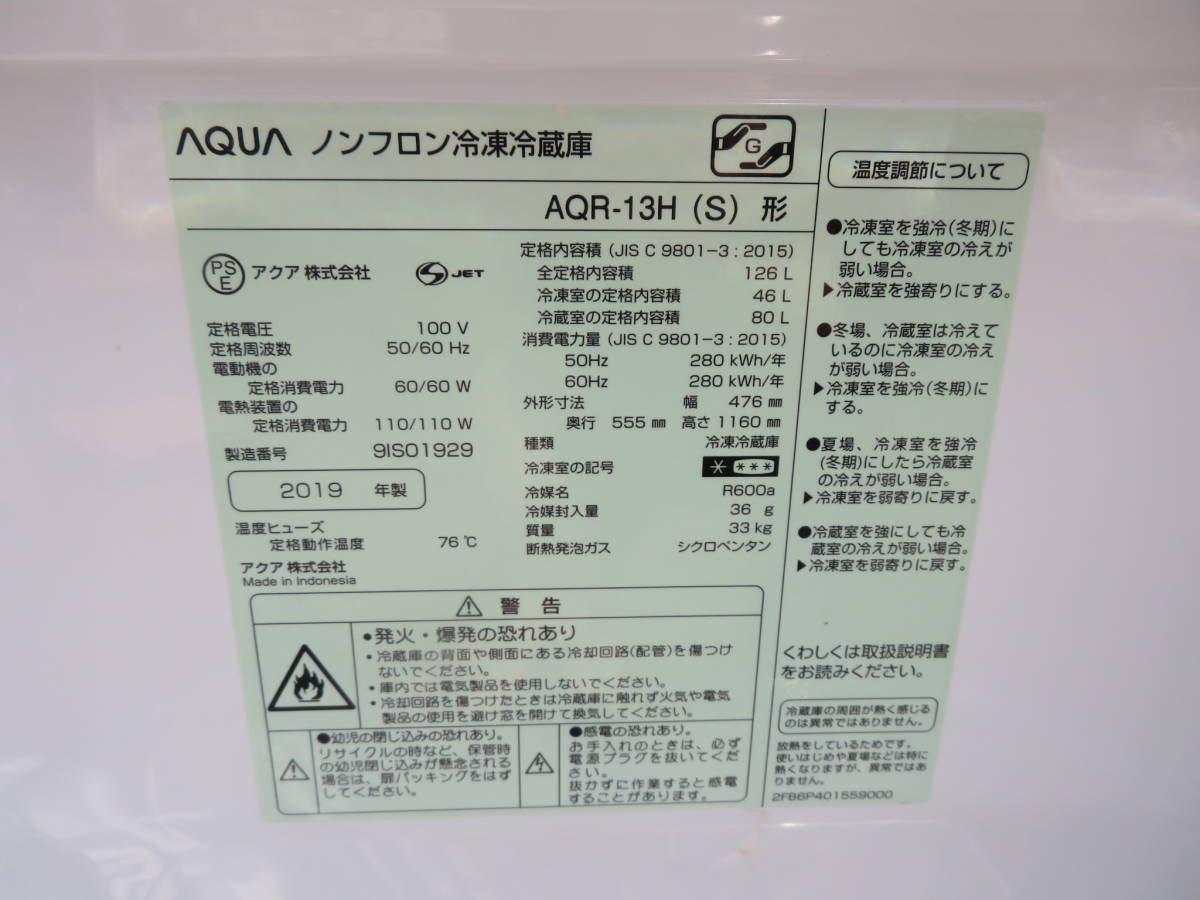 AQUA ノンフロン冷凍冷蔵庫
G
AQR-13H (S) 形
PS
E
アクア 株式会社
S JET
定格電圧 100 V
定格周波数 50/60 Hz
電動機の
定格消費電力 60/60 W
電熱装置の
定格消費電力 110/110 W
製造番号 9IS01929
2019 年製
温度ヒューズ
定格動作温度 76 ℃
アクア 株式会社
Made in Indonesia
定格内容積 (JIS C 9801-3 : 2015)
全定格内容積 126 L
冷凍室の定格内容積 46 L
冷蔵室の定格内容積 80 L
消費電力量 (JIS C 9801-3 : 2015)
50Hz 280 kWh/年
60Hz 280 kWh/年
外形寸法 幅 476 ㎜
奥行 555 ㎜ 高さ 1160 ㎜
種類 冷凍冷蔵庫
冷凍室の記号 * ***
冷媒名 R600a
冷媒封入量 36 g
質量 33 kg
断熱発泡ガス シクロペンタン
⚠ 警告
●発火・爆発の恐れあり
・冷蔵庫の背面や側面にある冷却回路(配管)を傷つけ
ないでください。
・庫内では電気製品を使用しないでください。
・冷却回路を傷つけたときは冷蔵庫に触れず火気や電気
製品の使用を避け窓を開けて換気してください。
●幼児の閉じ込みの恐れあり。
リサイクルの時など、保管時
の幼児閉じ込みが懸念される
場合は、扉パッキングをはず
してください。
●感電の恐れあり。
お手入れのときは、必ず
電源プラグを抜いてくだ
さい。
抜かずに作業すると感電
することがあります。
温度調節について
●冷凍室を強冷(冬期)に
しても冷凍室の冷えが
弱い場合。
▶冷蔵室を強寄りにする。
●冬場、冷蔵室は冷えて
いるのに冷凍室の冷え
が弱い場合。
▶冷凍室を強冷(冬期)に
する。
●夏場、冷凍室を強冷
(冬期)にしたら冷蔵室
の冷えが弱い場合。
▶冷凍室を弱寄りに戻す。
●冷蔵室を強にしても冷
蔵室の冷えが弱い場合。
▶冷凍室を弱寄りに戻す。
くわしくは取扱説明書
をお読みください。
冷蔵庫の周囲が熱く感じる
のは異常ではありません。
放熱をしているためです。
使いはじめや夏場などは特に
熱くなりますが、異常ではあ
りません。
2FB6P401559000